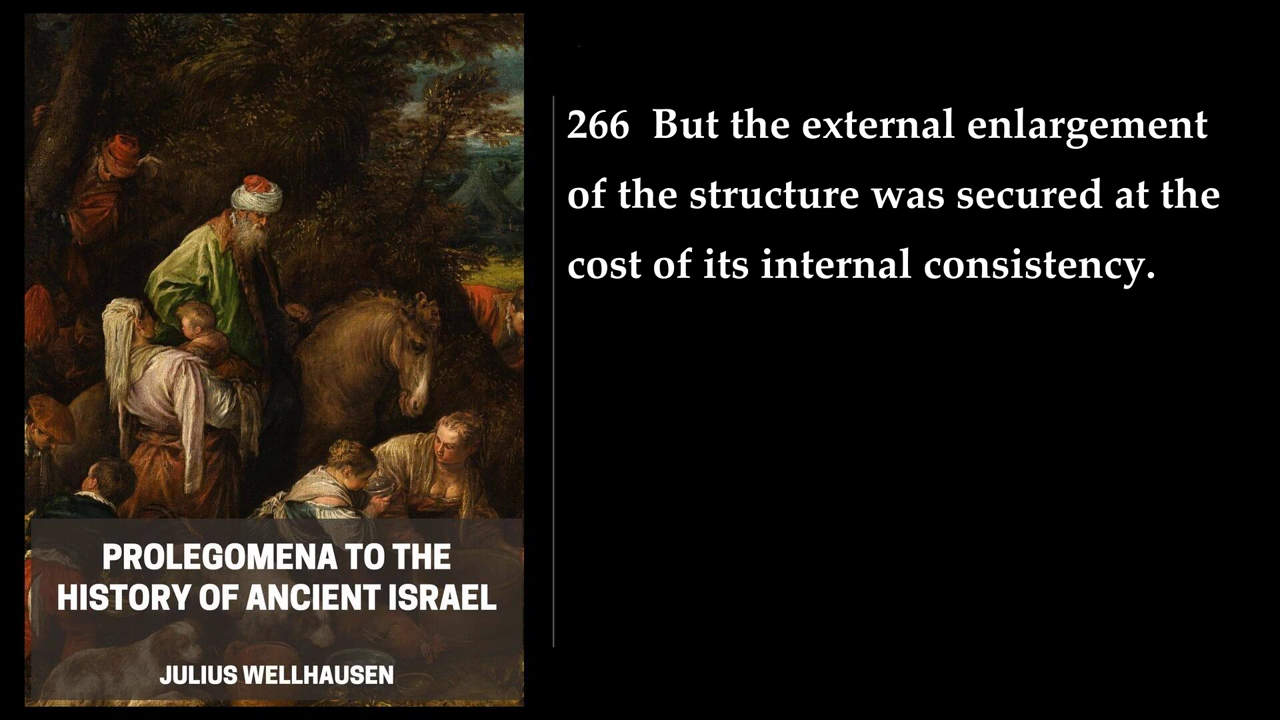 PROLEGOMENA TO THE
HISTORY OF ANCIENT ISRAEL
JULIUS WELLHAUSEN
266 But the external enlargement
of the structure was secured at the
cost of its internal consistency.